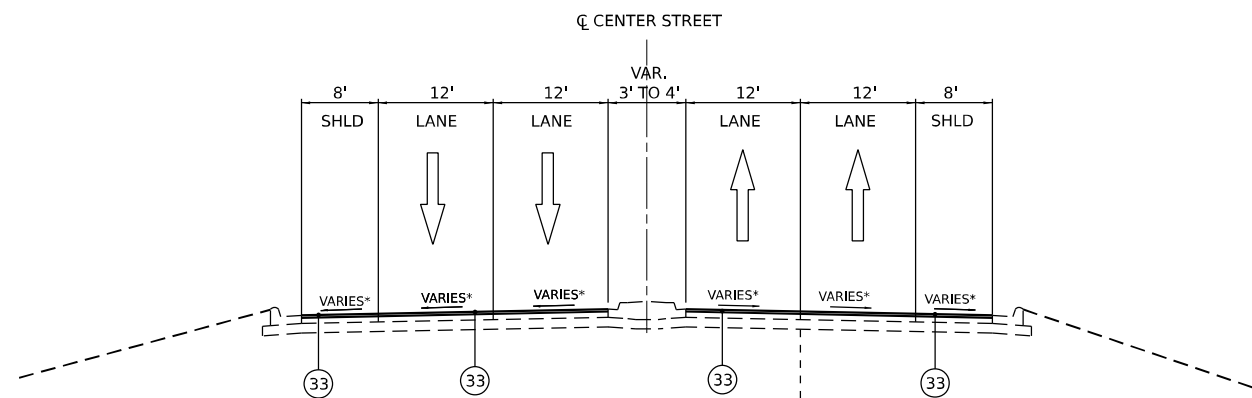 ℄ CENTER STREET
VAR.
8' 12' 12' 3' TO 4' 12' 12' 8'
SHLD LANE LANE LANE LANE SHLD
VARIES* VARIES* VARIES* VARIES* VARIES* VARIES*
33 33 33 33